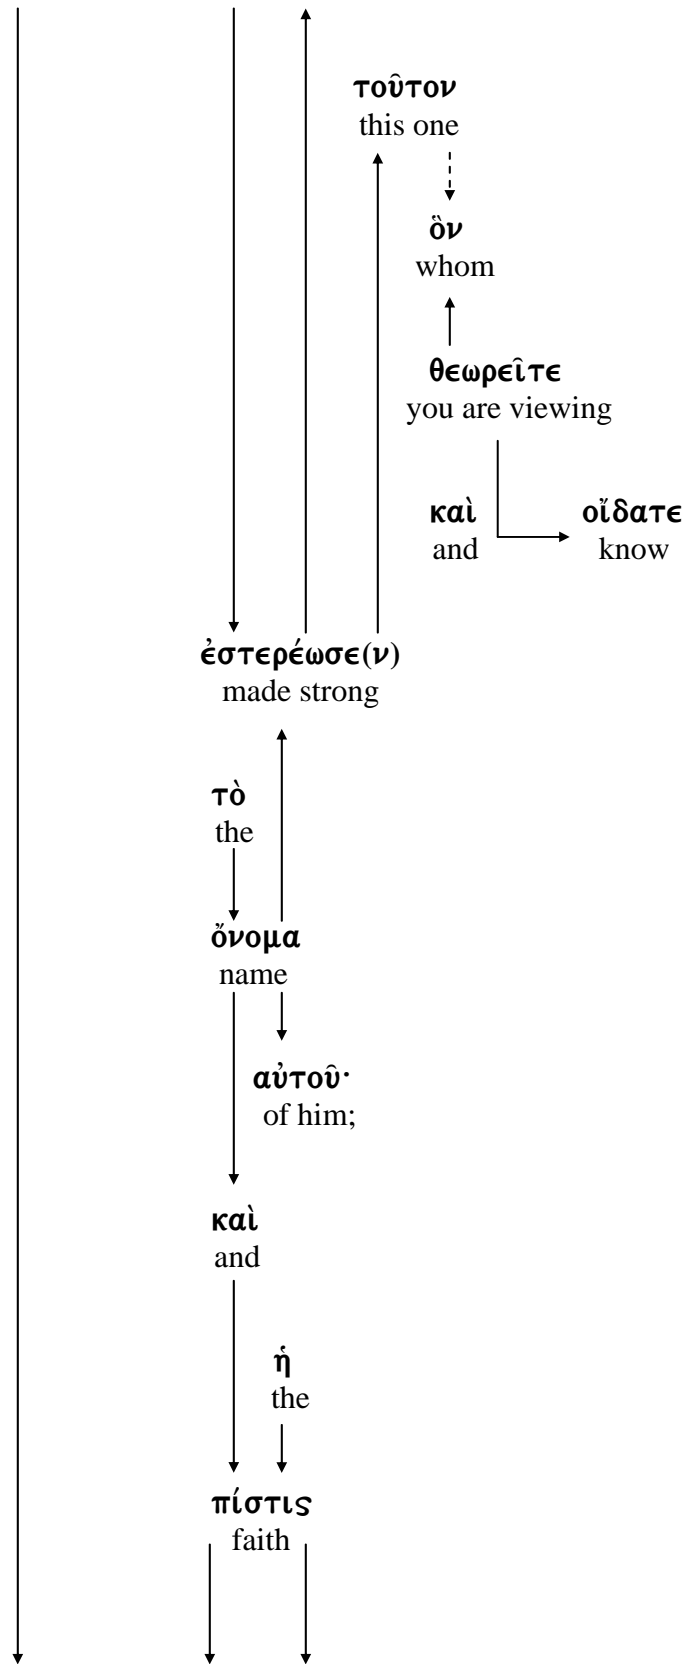 τοῦτον
this one
ὃν
whom
θεωρεῖτε
you are viewing
καὶ οἴδατε
and know
ἐστερέωσε(ν)
made strong
τὸ
the
ὄνομα
name
αὐτοῦ·
of him;
καὶ
and
ἡ
the
πίστις
faith